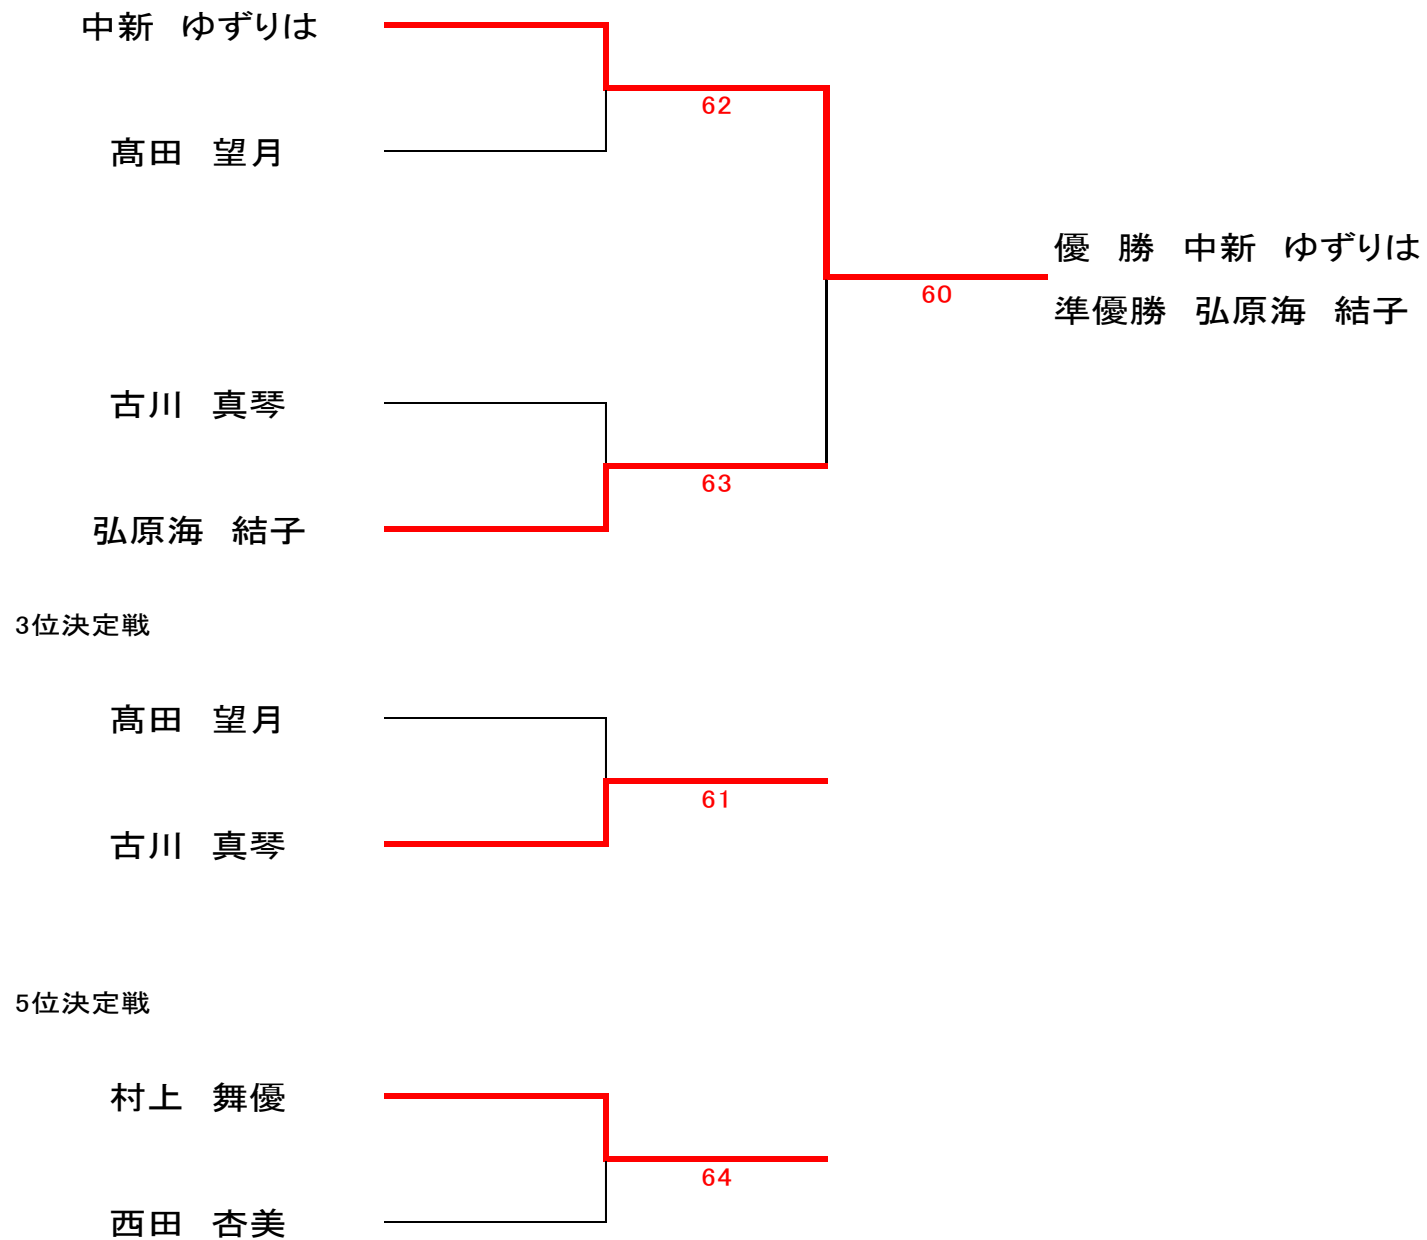 中新　ゆずりは
62
髙田　望月
優　勝　中新　ゆずりは
60
準優勝　弘原海　結子
古川　真琴
63
弘原海　結子
3位決定戦
髙田　望月
61
古川　真琴
5位決定戦
村上　舞優
64
西田　杏美